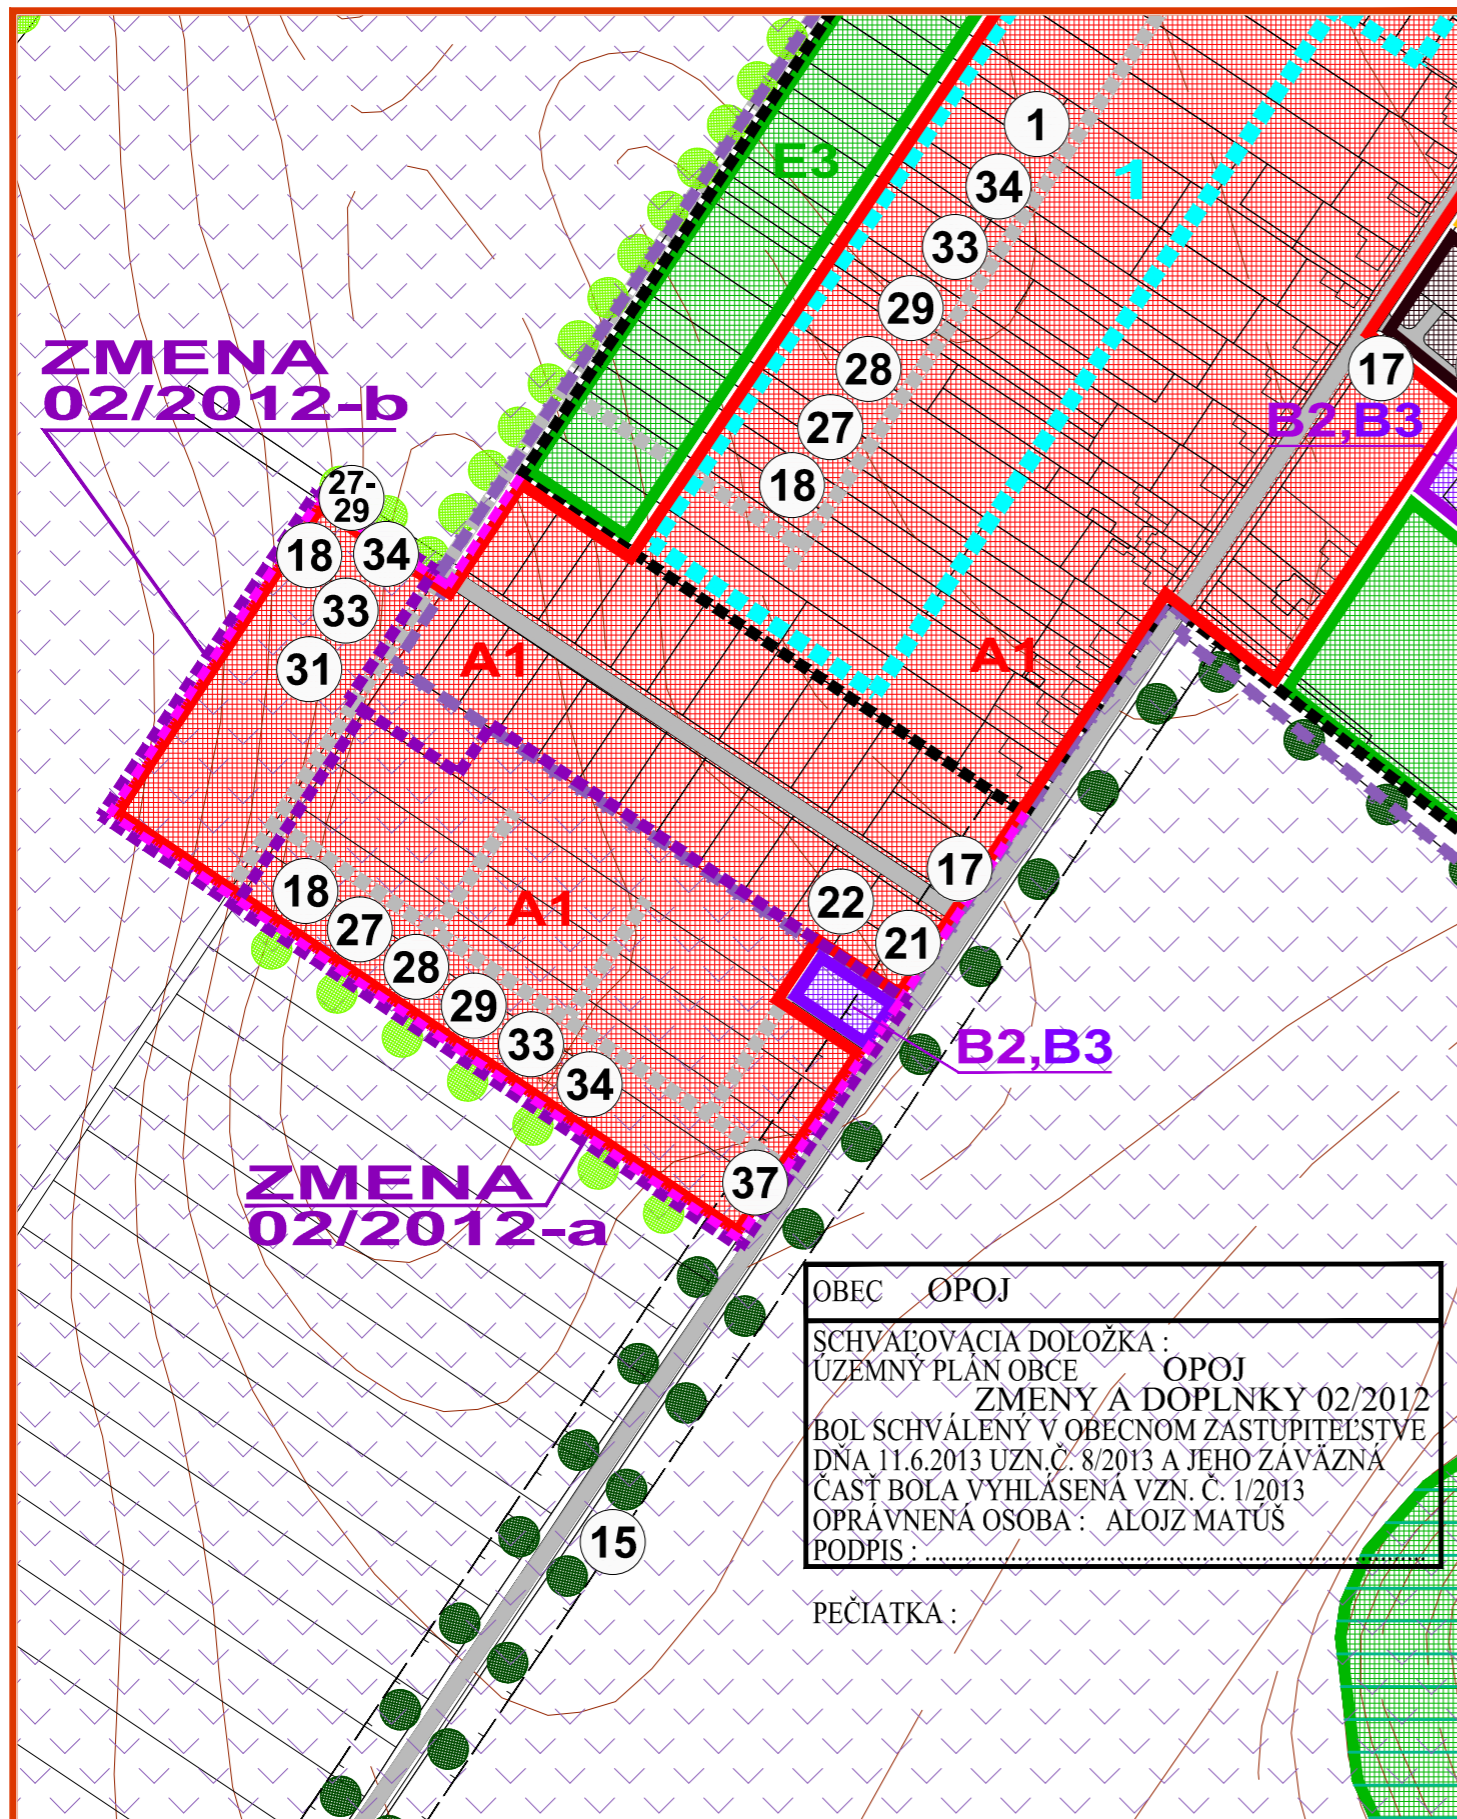 1
34
E3
1
33
29
ZMENA
02/2012-b
28
17
27
B2,B3
18
27-
29
18
34
33
31
A1
A1
17
18
22
A1
27
21
28
29
33
B2,B3
34
ZMENA
02/2012-a
37
OBEC OPOJ
SCHVAĽOVACIA DOLOŽKA :
ÚZEMNÝ PLÁN OBCE OPOJ
ZMENY A DOPLNKY 02/2012
BOL SCHVÁLENÝ V OBECNOM ZASTUPITEĽSTVE
DŇA 11.6.2013 UZN.Č. 8/2013 A JEHO ZÁVÄZNÁ
ČASŤ BOLA VYHLÁSENÁ VZN. Č. 1/2013
OPRÁVNENÁ OSOBA : ALOJZ MATÚŠ
PODPIS : ................................................................
15
PEČIATKA :